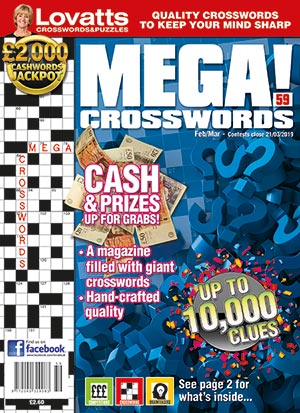 Lovatts
CROSSWORDS&PUZZLES
QUALITY CROSSWORDS
TO KEEP YOUR MIND SHARP
£2,000
CASHWORDS
JACKPOT
MEGA!
59
CROSSWORDS
Feb/Mar • Contests close 21/03/2019
MEGA
CROSSWORDS
CASH
& PRIZES
UP FOR GRABS!
• A magazine
filled with giant
crosswords
• Hand-crafted
quality
UP TO
10,000
CLUES
Find us on
facebook
£2.60
£££
See page 2 for
what's inside...